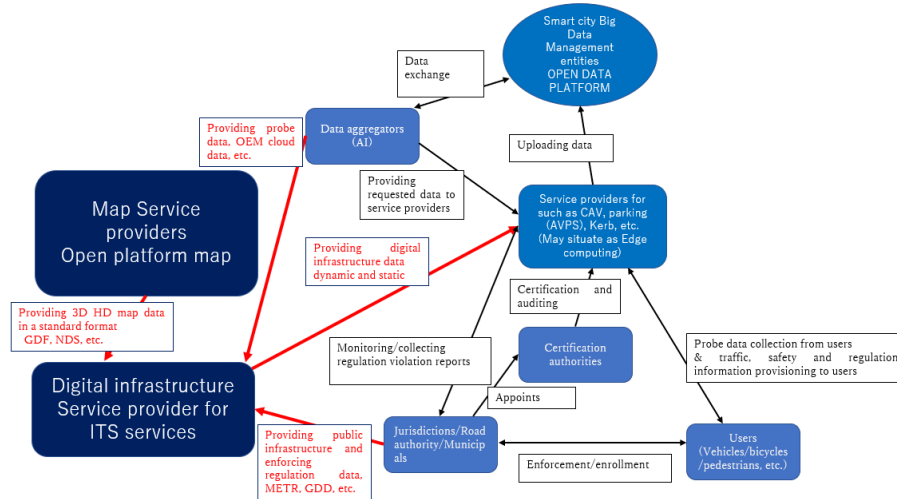 Smart city Big
Data
Management
entities
OPEN DATA
PLATFORM
Data
exchange
Providing probe
data, OEM cloud
data, etc.
Data aggregators
(AI)
Uploading data
Providing
requested data to
service providers
Map Service
providers
Open platform map
Service providers for
such as CAV, parking
(AVPS), Kerb, etc.
(May situate as Edge
computing)
Providing digital
infrastructure data
dynamic and static
Certification and
auditing
Providing 3D HD map data
in a standard format
GDF, NDS, etc.
Monitoring/collecting
regulation violation reports
Certification
authorities
Probe data collection from users
& traffic, safety and regulation
information provisioning to users
Digital infrastructure
Service provider for
ITS services
Appoints
Providing public
infrastructure and
enforcing
regulation data,
METR, GDD, etc.
Jurisdictions/Road
authority/Municip
als
Enforcement/enrollment
Users
(Vehicles/bicycles
/pedestrians, etc.)